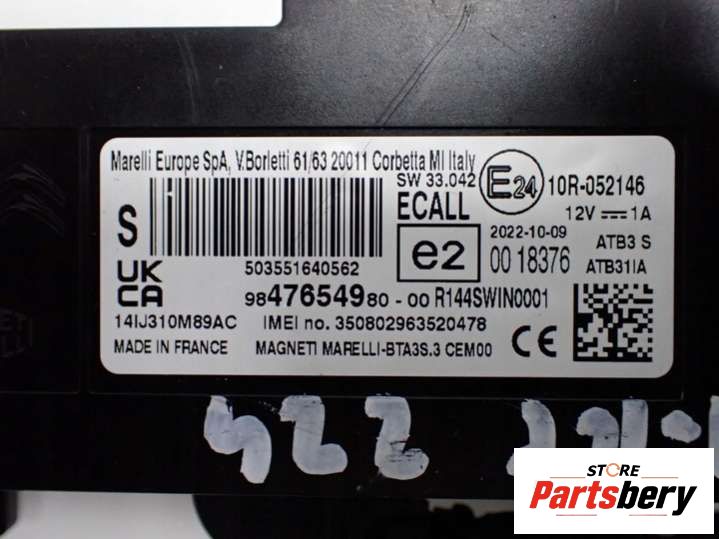 Marelli Europe SpA, V.Borletti 61/63 20011 Corbetta MI Italy
SW 33.042
E24
10R-052146
ECALL
12V⎓1A
S
2022-10-09
ATB3 S
e2
00 18376
ATB31IA
503551640562
UK
CA
9847654980-00 R144SWIN0001
14IJ310M89AC
IMEI no. 350802963520478
MADE IN FRANCE
MAGNETI MARELLI-BTA3S.3 CEM00
CE
STORE
Partsbery